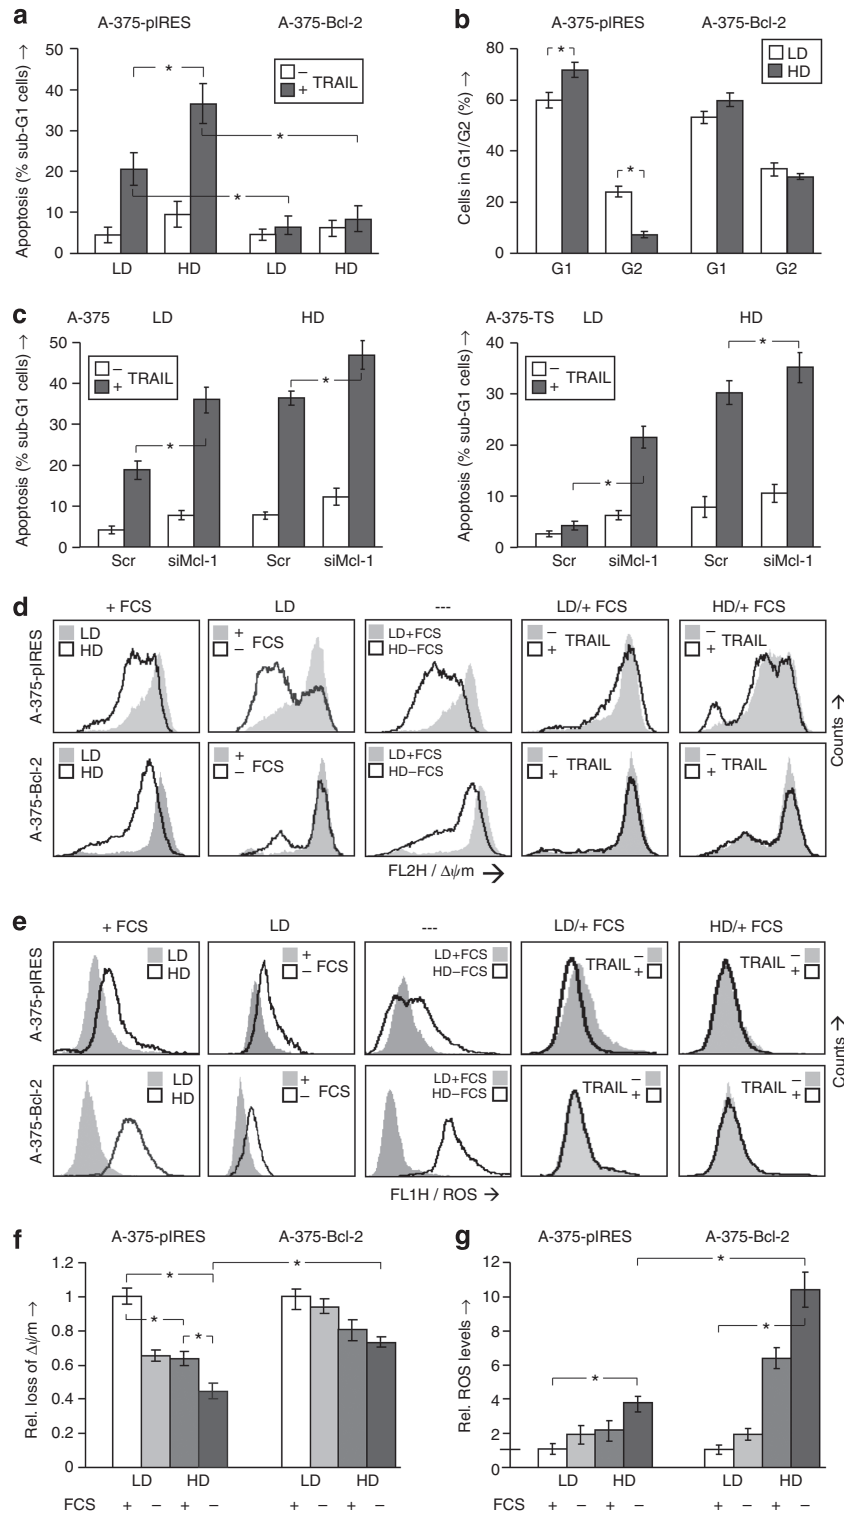 a
A-375-pIRES A-375-Bcl-2
Apoptosis (% sub-G1 cells) →
50
40
30
20
10
0
−
+ TRAIL
* * *
LD HD LD HD
b
A-375-pIRES A-375-Bcl-2
Cells in G1/G2 (%) →
80
60
40
20
0
LD
HD
* *
G1 G2 G1 G2
c
A-375 LD HD
Apoptosis (% sub-G1 cells) →
50
40
30
20
10
0
−
+ TRAIL
* *
Scr siMcl-1 Scr siMcl-1
A-375-TS LD HD
Apoptosis (% sub-G1 cells) →
40
30
20
10
0
−
+ TRAIL
* *
Scr siMcl-1 Scr siMcl-1
d
+ FCS LD --- LD/+ FCS HD/+ FCS
A-375-pIRES
LD
HD
+
− FCS
LD+FCS
HD−FCS
−
+ TRAIL
−
+ TRAIL
A-375-Bcl-2
LD
HD
+
− FCS
LD+FCS
HD−FCS
−
+ TRAIL
−
+ TRAIL
Counts →
FL2H / Δψm →
e
+ FCS LD --- LD/+ FCS HD/+ FCS
A-375-pIRES
LD
HD
+
− FCS
LD+FCS
HD−FCS
TRAIL −
+
TRAIL −
+
A-375-Bcl-2
LD
HD
+
− FCS
LD+FCS
HD−FCS
TRAIL −
+
TRAIL −
+
Counts →
FL1H / ROS →
f
A-375-pIRES A-375-Bcl-2
Rel. loss of Δψm →
1.2
1
0.8
0.6
0.4
0.2
0
* * * *
LD HD LD HD
FCS + − + − + − + −
g
A-375-pIRES A-375-Bcl-2
Rel. ROS levels →
12
10
8
6
4
2
0
* * *
LD HD LD HD
FCS + − + − + − + −